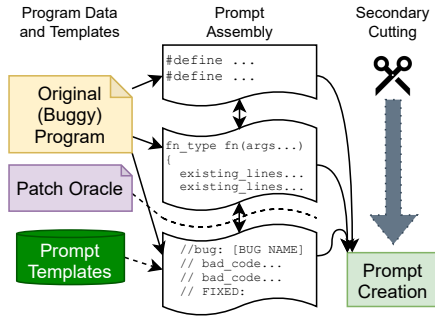 Program Data
and Templates
Prompt
Assembly
Secondary
Cutting
Original
(Buggy)
Program
Patch Oracle
Prompt
Templates
#define ...
#define ...
fn_type fn(args...)
{
existing_lines...
existing_lines...
//bug: [BUG NAME]
// bad_code...
// bad_code...
// FIXED:
Prompt
Creation